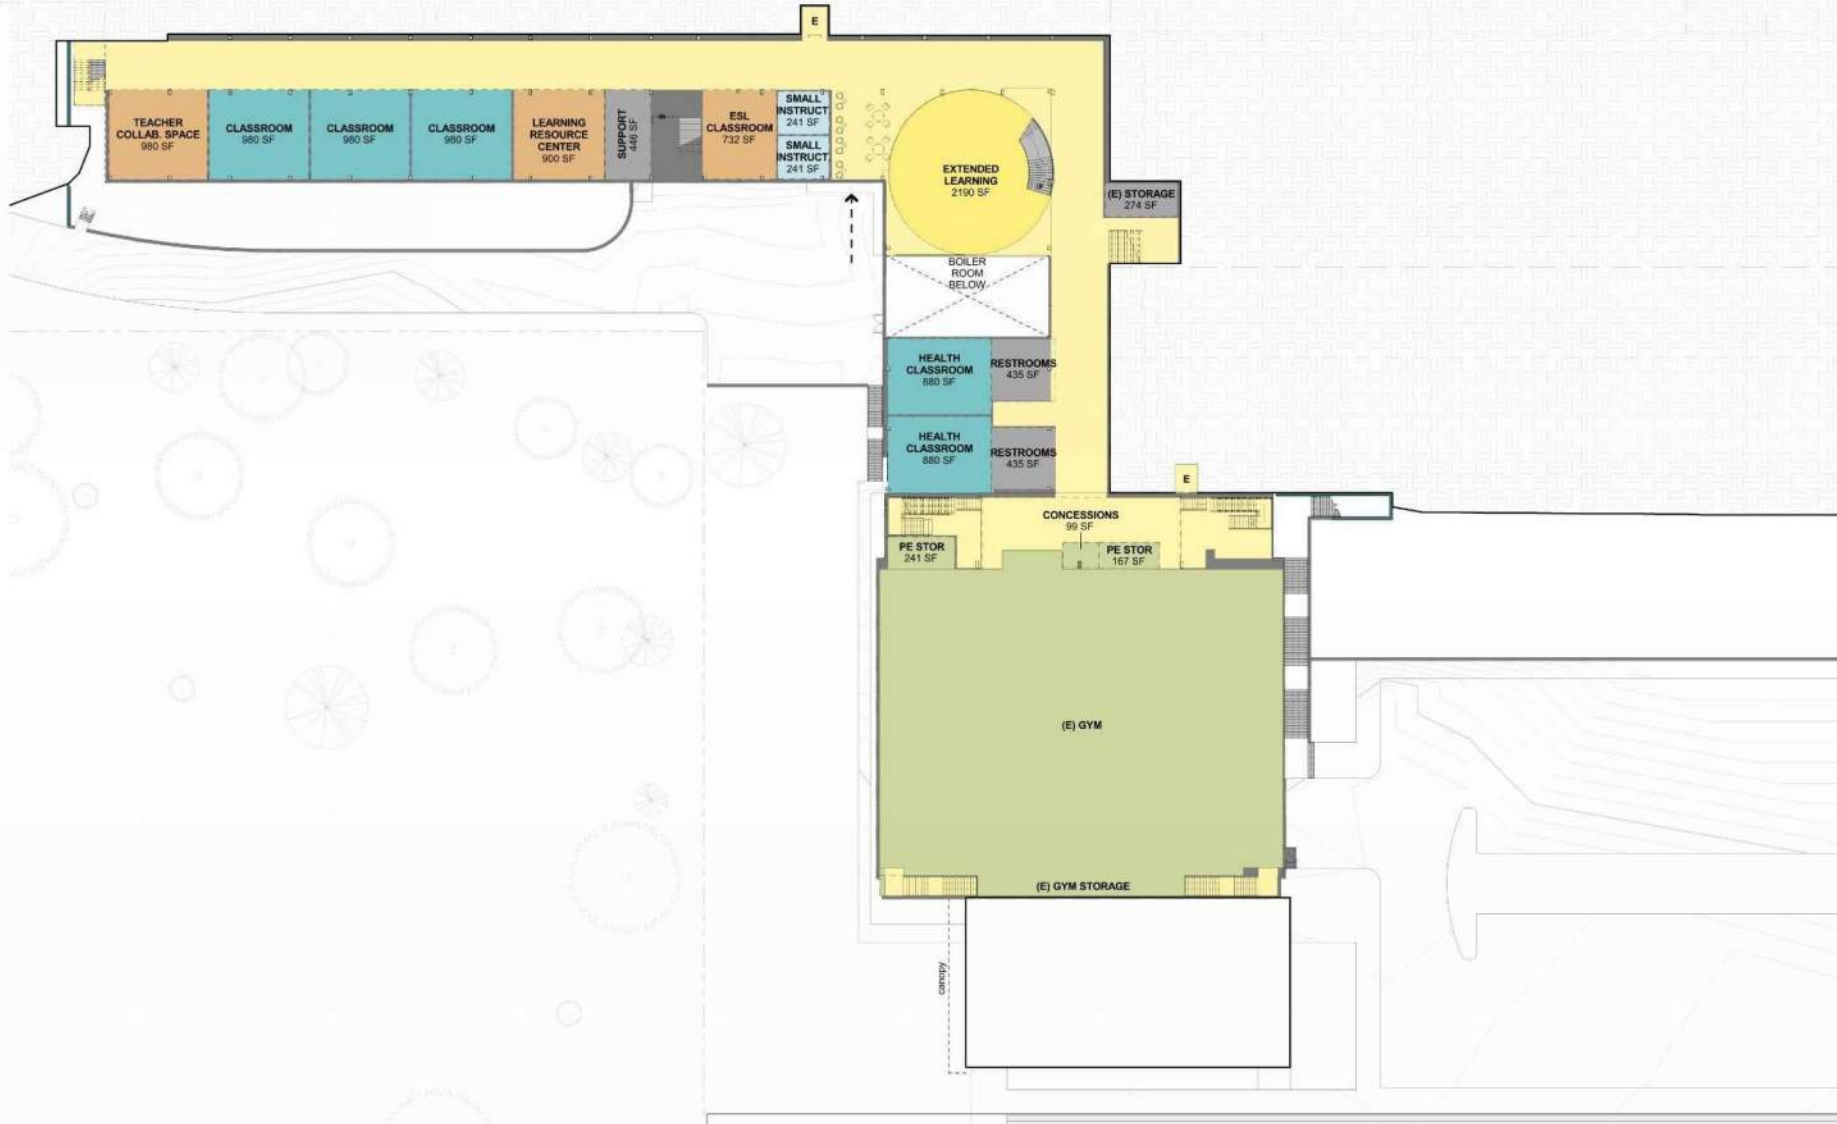 E
TEACHER
COLLAB. SPACE
980 SF
CLASSROOM
980 SF
CLASSROOM
980 SF
CLASSROOM
980 SF
LEARNING
RESOURCE
CENTER
900 SF
SUPPORT
446 SF
ESL
CLASSROOM
732 SF
SMALL
INSTRUCT
241 SF
SMALL
INSTRUCT
241 SF
EXTENDED
LEARNING
2190 SF
(E) STORAGE
274 SF
BOILER
ROOM
BELOW
HEALTH
CLASSROOM
880 SF
RESTROOMS
435 SF
HEALTH
CLASSROOM
880 SF
RESTROOMS
435 SF
E
CONCESSIONS
99 SF
PE STOR
241 SF
PE STOR
167 SF
(E) GYM
(E) GYM STORAGE
canopy